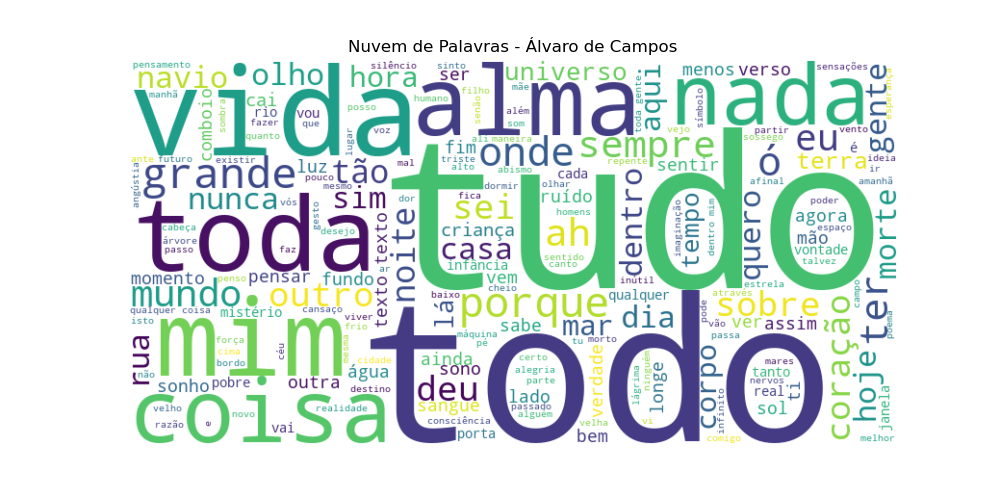 Nuvem de Palavras - Álvaro de Campos
pensamento
navio
olho
silêncio
hora
sinto
ser
mãe
filho
universo
menos
verso
sensações
manhã
vida
alma
nada
aqui
toda gente
símbolo
gente
esperança
comboio
sombra
cai
rio
fazer
vou
que
quanto
posso
lugar
voz
humano
senão
além
som
ali
maneira
vejo
sossego
partir
vento
eu
é
ideia
ir
ante
futuro
existir
luz
tão
mal
fim
triste
alto
onde
abismo
sempre
repente
sentir
ó
terra
afinal
amanhã
angústia
grande
pouco
mesmo
nunca
vós
sim
dor
noite
fica
dormir
cada
olhar
tudo
sei
ruído
homens
ah
dentro
imaginação
tempo
dentro mim
quero
poder
agora
espaço
mão
vontade
talvez
morte
cabeça
árvore
passo
toda
gesto
desejo
faz
texto texto
ar
criança
casa
sentido
canto
infância
vem
cheio
inútil
momento
penso
pensar
fundo
mundo
outro
qualquer coisa
isto
mistério
cansaço
viver
frio
baixo
lá
porque
qualquer
através
estrela
sobre
campo
ter
poema
hoje
coração
rua
não
mim
força
cima
bordo
céu
mesma
cidade
máquina
pé
sabe
mar
tu
dia
morto
pode
vão
ver
passa
assim
sonho
pobre
outra
água
destino
ainda
sono
deu
todo
certo
alegria
parte
lado
verdade
lágrima
ninguém
longe
corpo
infinito
mares
tanto
nervos
real
ti
sol
janela
coisa
velho
razão
e
novo
vai
realidade
sangue
consciência
porta
passado
alguém
velha
bem
vi
comigo
melhor